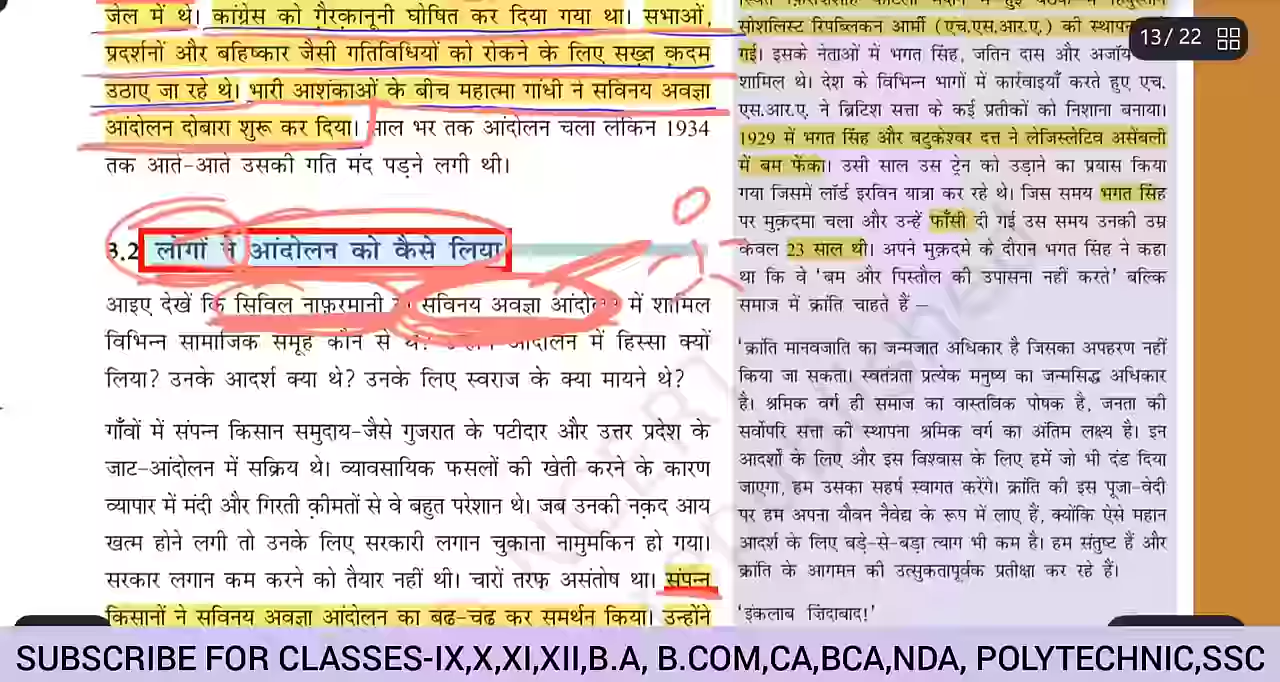 जेल में थे। कांग्रेस को ग़ैरक़ानूनी घोषित कर दिया गया था। सभाओं,
प्रदर्शनों और बहिष्कार जैसी गतिविधियों को रोकने के लिए सख़्त क़दम
उठाए जा रहे थे। भारी आशंकाओं के बीच महात्मा गांधी ने सविनय अवज्ञा
आंदोलन दोबारा शुरू कर दिया। साल भर तक आंदोलन चला लेकिन 1934
तक आते-आते उसकी गति मंद पड़ने लगी थी।
3.2 लोगों ने आंदोलन को कैसे लिया
आइए देखें कि सिविल नाफ़रमानी सविनय अवज्ञा आंदोलन में शामिल
विभिन्न सामाजिक समूह कौन से थे? आंदोलन में हिस्सा क्यों
लिया? उनके आदर्श क्या थे? उनके लिए स्वराज के क्या मायने थे?
गाँवों में संपन्न किसान समुदाय-जैसे गुजरात के पटीदार और उत्तर प्रदेश के
जाट-आंदोलन में सक्रिय थे। व्यावसायिक फसलों की खेती करने के कारण
व्यापार में मंदी और गिरती क़ीमतों से वे बहुत परेशान थे। जब उनकी नक़द आय
खत्म होने लगी तो उनके लिए सरकारी लगान चुकाना नामुमकिन हो गया।
सरकार लगान कम करने को तैयार नहीं थी। चारों तरफ़ असंतोष था। संपन्न
किसानों ने सविनय अवज्ञा आंदोलन का बढ़-चढ़ कर समर्थन किया। उन्होंने
सोशलिस्ट रिपब्लिकन आर्मी (एच.एस.आर.ए.) की
गई। इसके नेताओं में भगत सिंह, जतिन दास और अजॉय
शामिल थे। देश के विभिन्न भागों में कार्रवाइयाँ करते हुए एच.
एस.आर.ए. ने ब्रिटिश सत्ता के कई प्रतीकों को निशाना बनाया।
1929 में भगत सिंह और बटुकेश्वर दत्त ने लेजिस्लेटिव असेंबली
में बम फेंका। उसी साल उस ट्रेन को उड़ाने का प्रयास किया
गया जिसमें लॉर्ड इरविन यात्रा कर रहे थे। जिस समय भगत सिंह
पर मुक़दमा चला और उन्हें फाँसी दी गई उस समय उनकी उम्र
केवल 23 साल थी। अपने मुक़दमे के दौरान भगत सिंह ने कहा
था कि वे 'बम और पिस्तौल की उपासना नहीं करते' बल्कि
समाज में क्रांति चाहते हैं –
'क्रांति मानवजाति का जन्मजात अधिकार है जिसका अपहरण नहीं
किया जा सकता। स्वतंत्रता प्रत्येक मनुष्य का जन्मसिद्ध अधिकार
है। श्रमिक वर्ग ही समाज का वास्तविक पोषक है, जनता की
सर्वोपरि सत्ता की स्थापना श्रमिक वर्ग का अंतिम लक्ष्य है। इन
आदर्शों के लिए और इस विश्वास के लिए हमें जो भी दंड दिया
जाएगा, हम उसका सहर्ष स्वागत करेंगे। क्रांति की इस पूजा-वेदी
पर हम अपना यौवन नैवेद्य के रूप में लाए हैं, क्योंकि ऐसे महान
आदर्श के लिए बड़े-से-बड़ा त्याग भी कम है। हम संतुष्ट हैं और
क्रांति के आगमन की उत्सुकतापूर्वक प्रतीक्षा कर रहे हैं।
'इंकलाब ज़िंदाबाद!'
13/22
SUBSCRIBE FOR CLASSES-IX,X,XI,XII,B.A, B.COM,CA,BCA,NDA, POLYTECHNIC,SSC